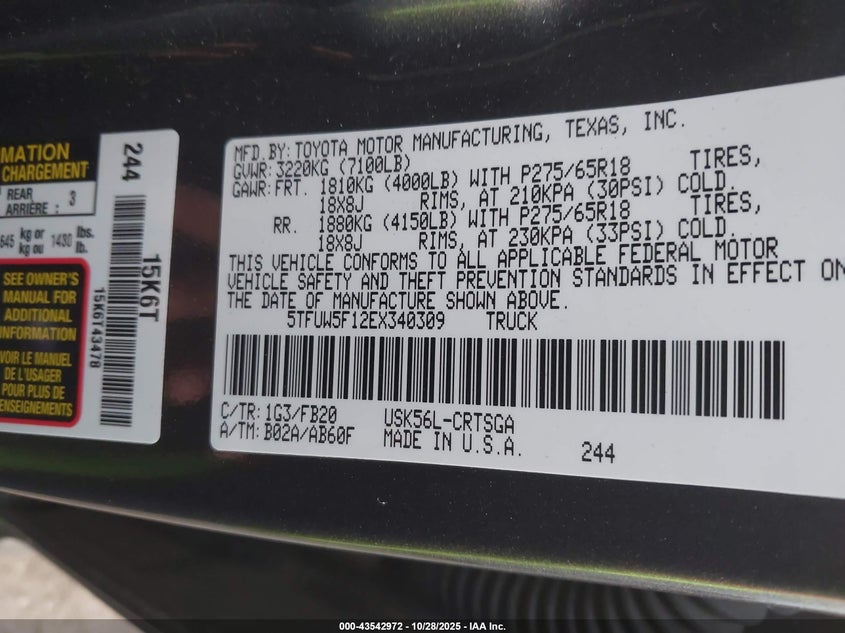 MATION
CHARGEMENT
REAR
ARRIÈRE : 3
645 kg or 1430 lbs.
kg ou lb.
SEE OWNER'S
MANUAL FOR
ADDITIONAL
INFORMATION
VOIR LE MANUEL
DE L'USAGER
POUR PLUS DE
RENSEIGNEMENTS
244
15K6T
15K6T43478
MFD.BY:TOYOTA MOTOR MANUFACTURING, TEXAS, INC.
GVWR:3220KG (7100LB)
GAWR:FRT. 1810KG (4000LB) WITH P275/65R18 TIRES,
18X8J RIMS, AT 210KPA (30PSI) COLD.
RR. 1880KG (4150LB) WITH P275/65R18 TIRES,
18X8J RIMS, AT 230KPA (33PSI) COLD.
THIS VEHICLE CONFORMS TO ALL APPLICABLE FEDERAL MOTOR
VEHICLE SAFETY AND THEFT PREVENTION STANDARDS IN EFFECT ON
THE DATE OF MANUFACTURE SHOWN ABOVE.
5TFUW5F12EX340309 TRUCK
C/TR: 1G3/FB20 USK56L-CRTSGA
A/TM: B02A/AB60F MADE IN U.S.A. 244
000-43542972 - 10/28/2025 - IAA Inc.